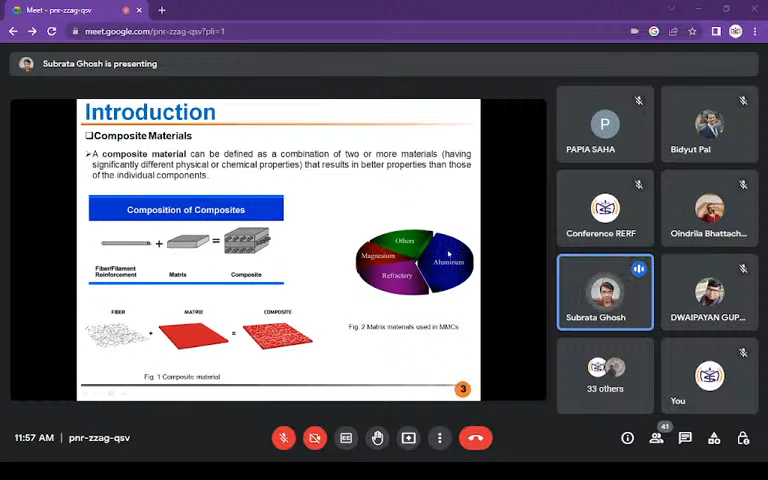 Meet - pnr-zzag-qsv
meet.google.com/pnr-zzag-qsv?pli=1
Subrata Ghosh is presenting
Introduction
❑Composite Materials
➢A composite material can be defined as a combination of two or more materials (having
significantly different physical or chemical properties) that results in better properties than those
of the individual components.
Composition of Composites
+
=
Fiber/Filament
Reinforcement
Matrix
Composite
FIBER
MATRIX
COMPOSITE
+
=
Fig. 1 Composite material
Others
Magnesium
Aluminum
Refractory
Fig. 2 Matrix materials used in MMCs
3
P
PAPIA SAHA
Bidyut Pal
Conference RERF
Oindrila Bhattach...
Subrata Ghosh
DWAIPAYAN GUP...
33 others
You
11:57 AM
pnr-zzag-qsv
41